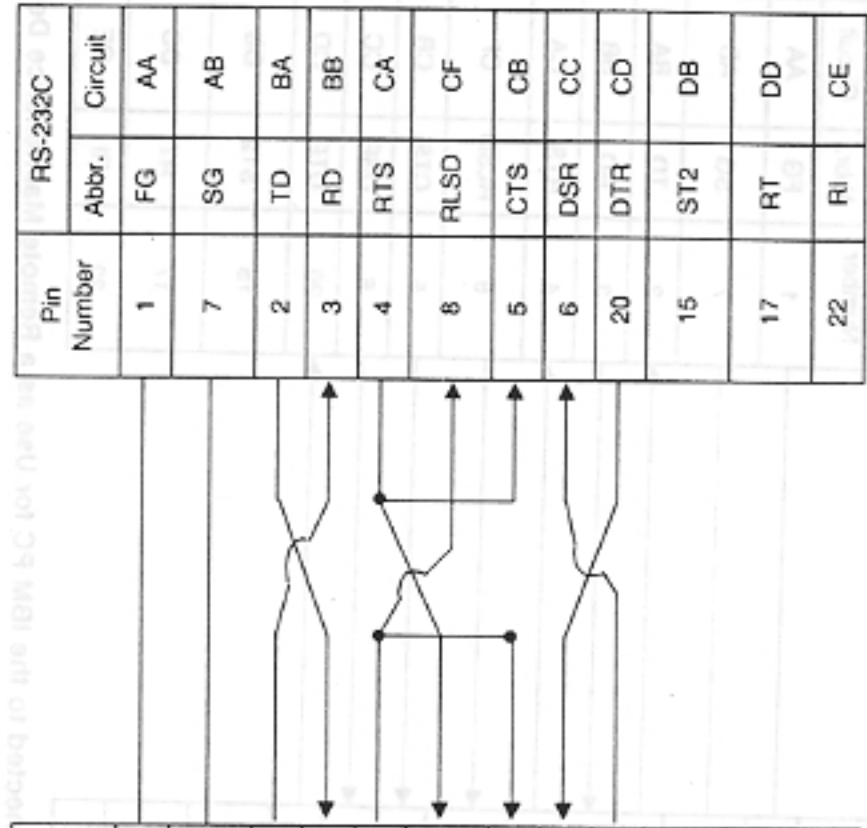 Pin RS-232C
Number Abbr. Circuit
1 FG AA
7 SG AB
2 TD BA
3 RD BB
4 RTS CA
8 RLSD CF
5 CTS CB
6 DSR CC
20 DTR CD
15 ST2 DB
17 RT DD
22 RI CE